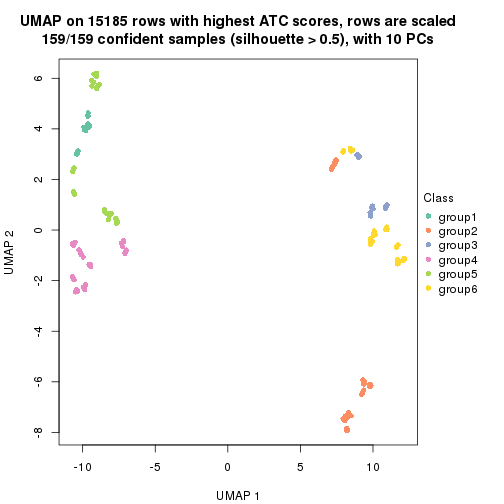 UMAP on 15185 rows with highest ATC scores, rows are scaled
159/159 confident samples (silhouette > 0.5), with 10 PCs
6
4
2
0
-2
-4
-6
-8
UMAP 2
-10
-5
0
5
10
UMAP 1
Class
group1
group2
group3
group4
group5
group6